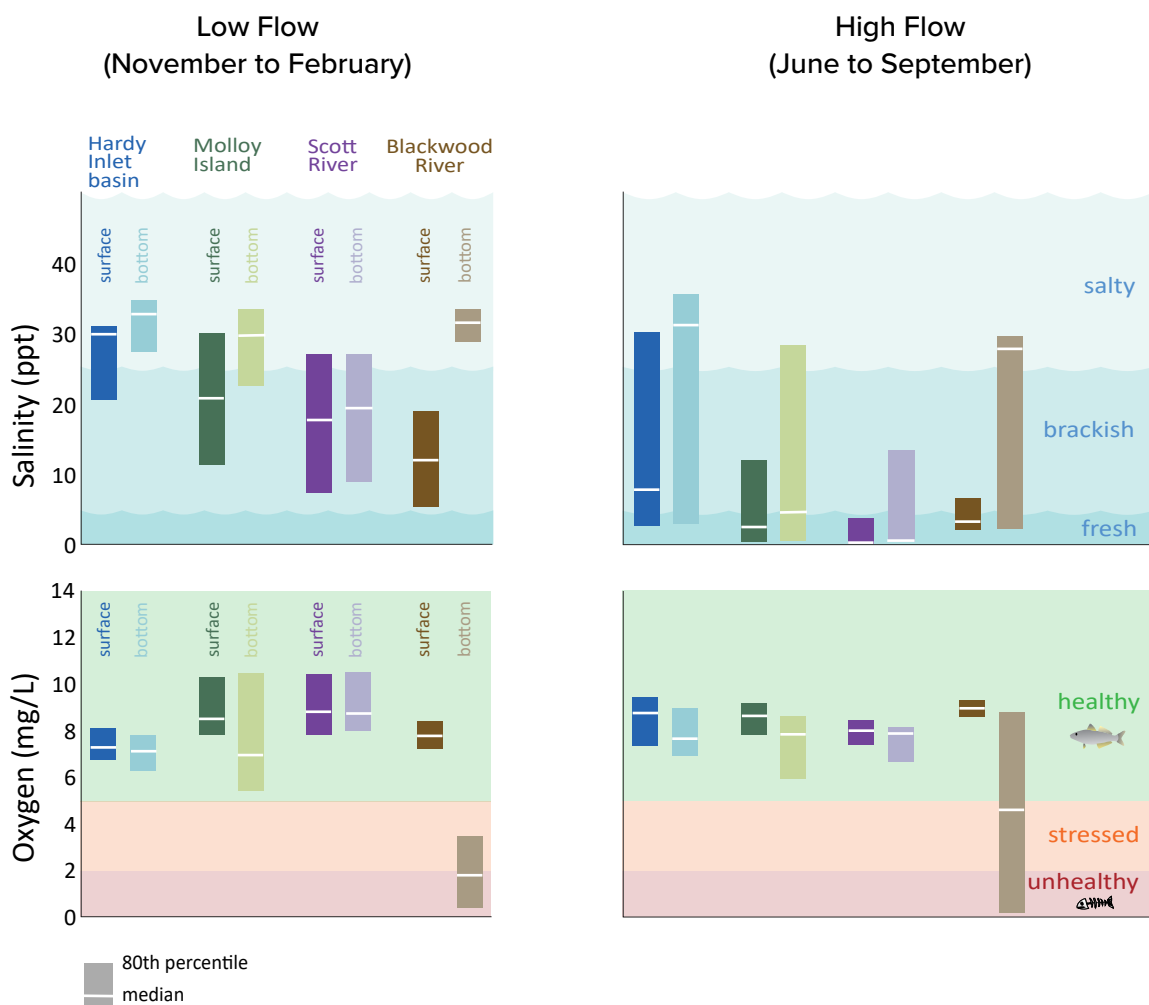 Low Flow
(November to February)
High Flow
(June to September)
Hardy
Inlet
basin
Molloy
Island
Scott
River
Blackwood
River
surface
bottom
surface
bottom
surface
bottom
surface
bottom
Salinity (ppt)
40
30
20
10
0
salty
brackish
fresh
surface
bottom
surface
bottom
surface
bottom
surface
bottom
Oxygen (mg/L)
14
12
10
8
6
4
2
0
healthy
stressed
unhealthy
80th percentile
median